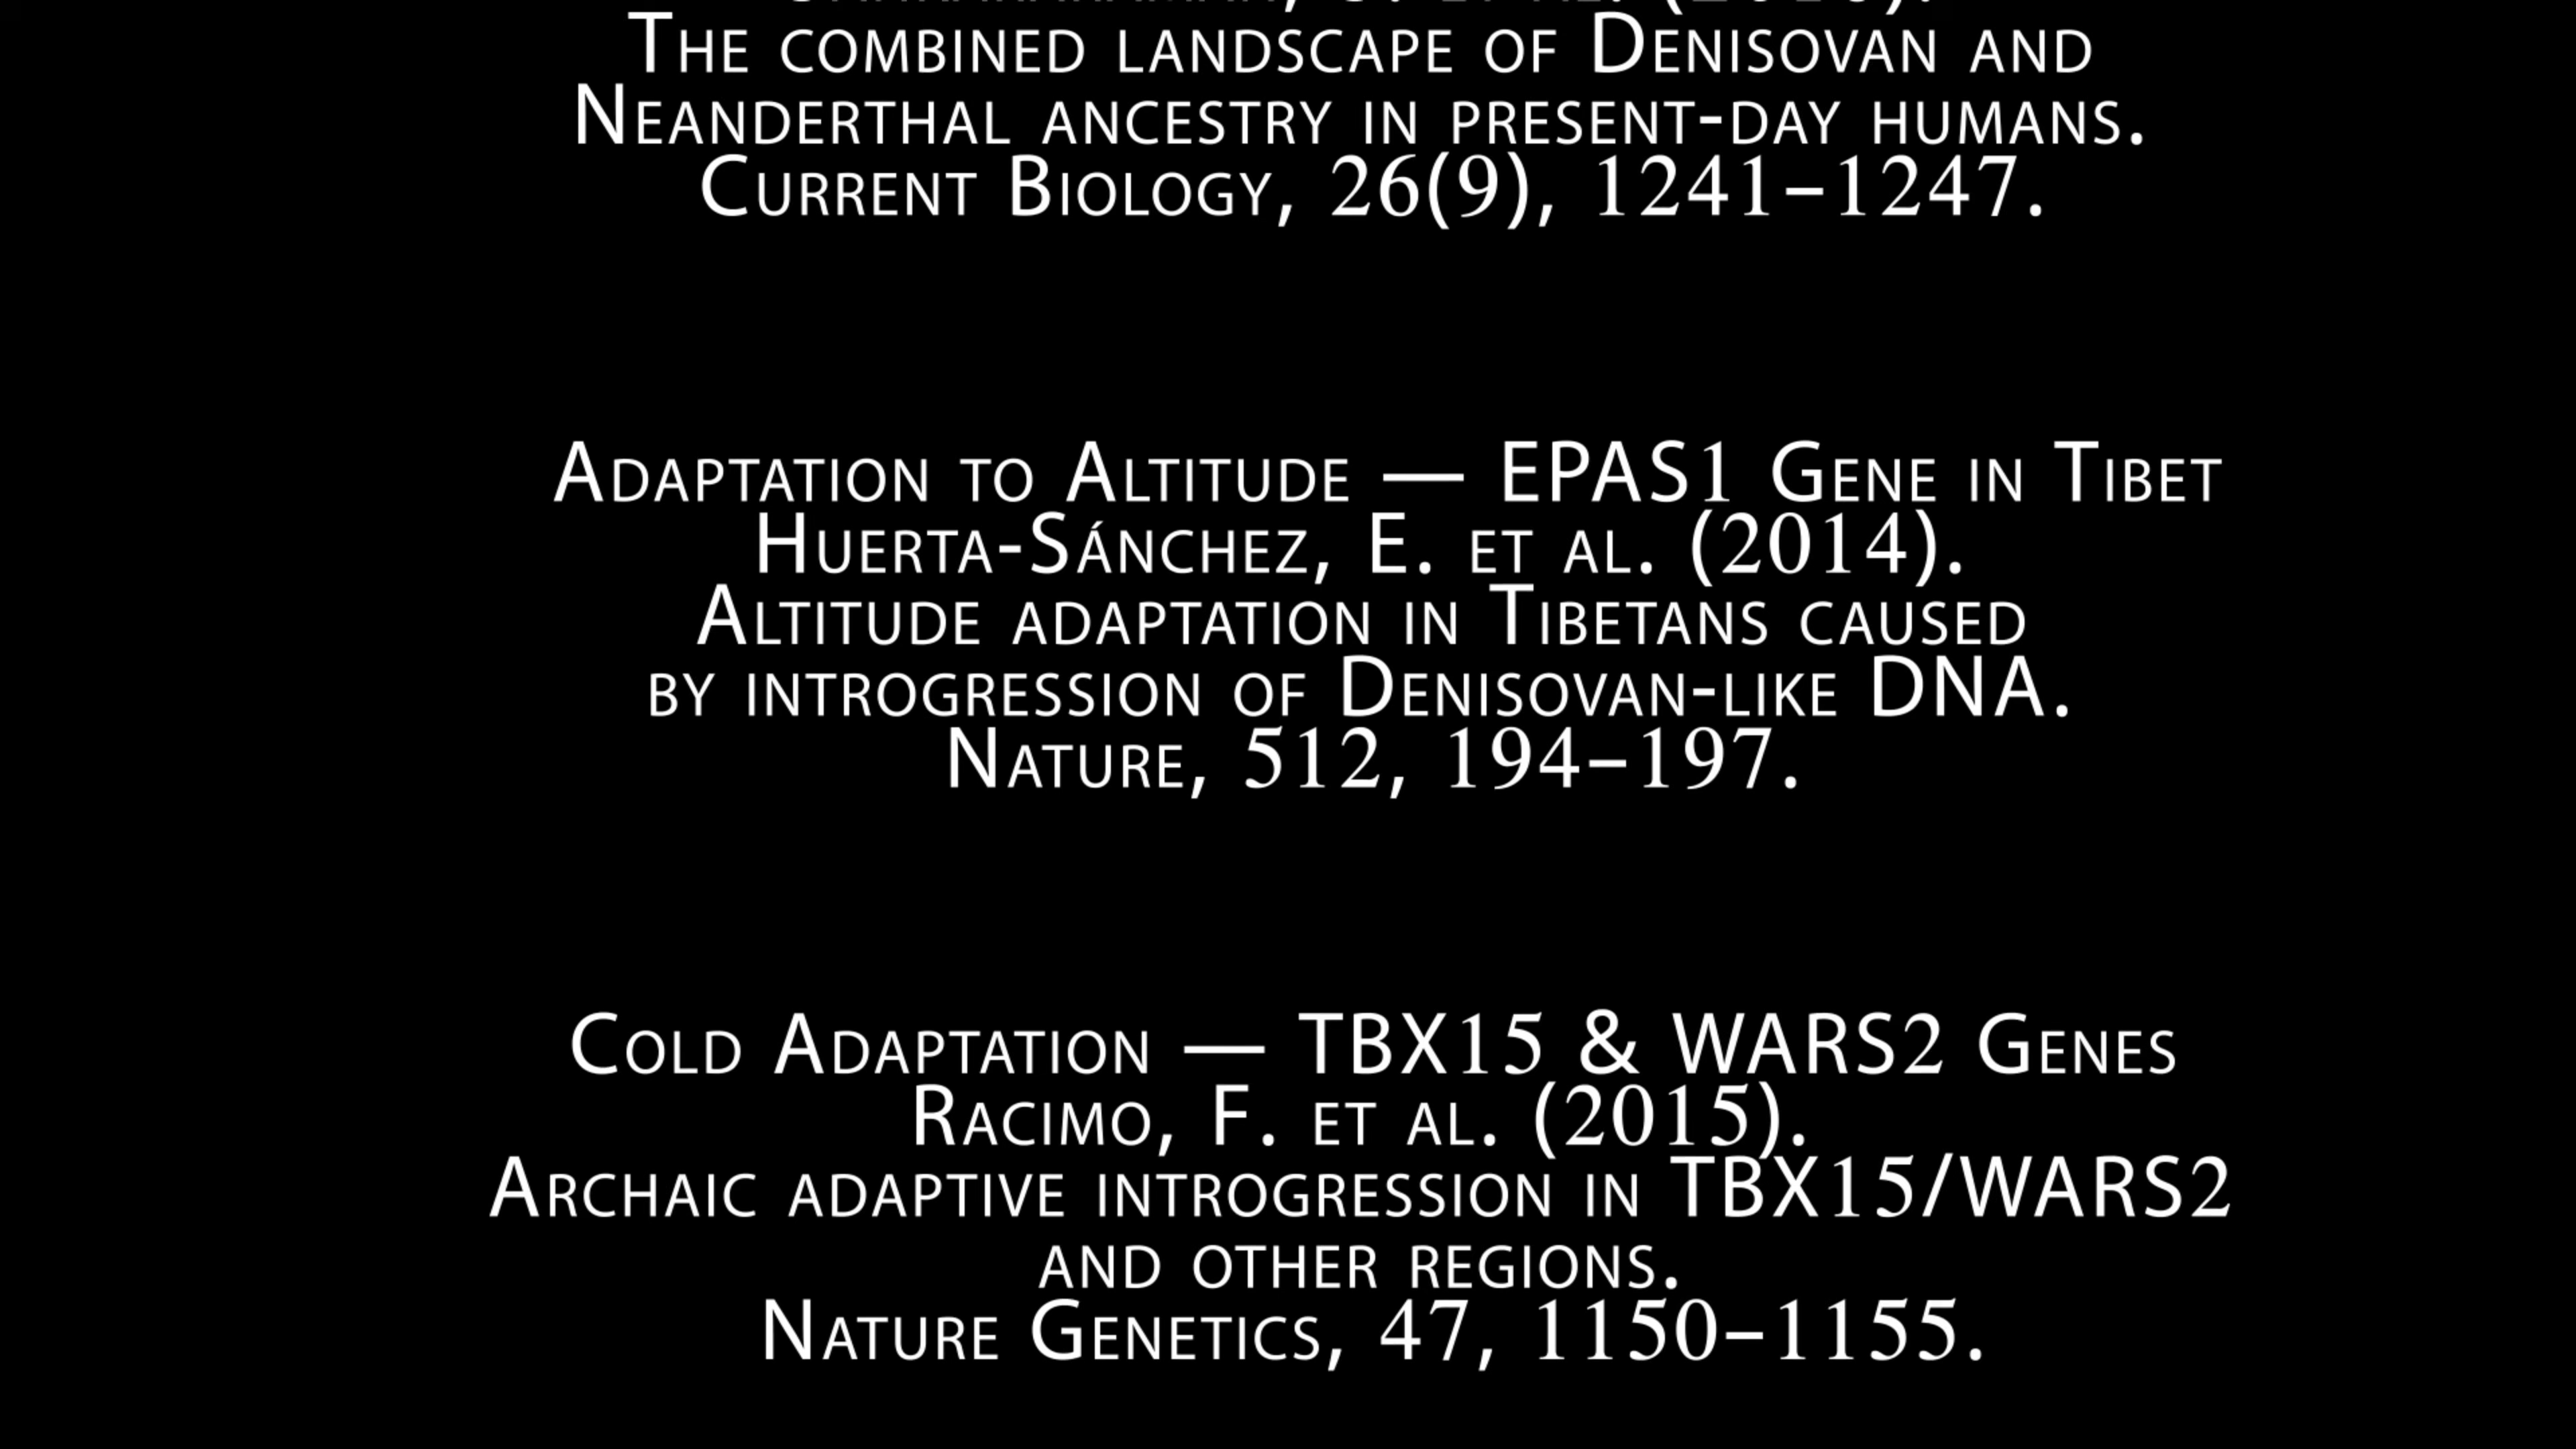 The combined landscape of Denisovan and
Neanderthal ancestry in present-day humans.
Current Biology, 26(9), 1241–1247.
Adaptation to Altitude — EPAS1 Gene in Tibet
Huerta-Sánchez, E. et al. (2014).
Altitude adaptation in Tibetans caused
by introgression of Denisovan-like DNA.
Nature, 512, 194–197.
Cold Adaptation — TBX15 & WARS2 Genes
Racimo, F. et al. (2015).
Archaic adaptive introgression in TBX15/WARS2
and other regions.
Nature Genetics, 47, 1150–1155.